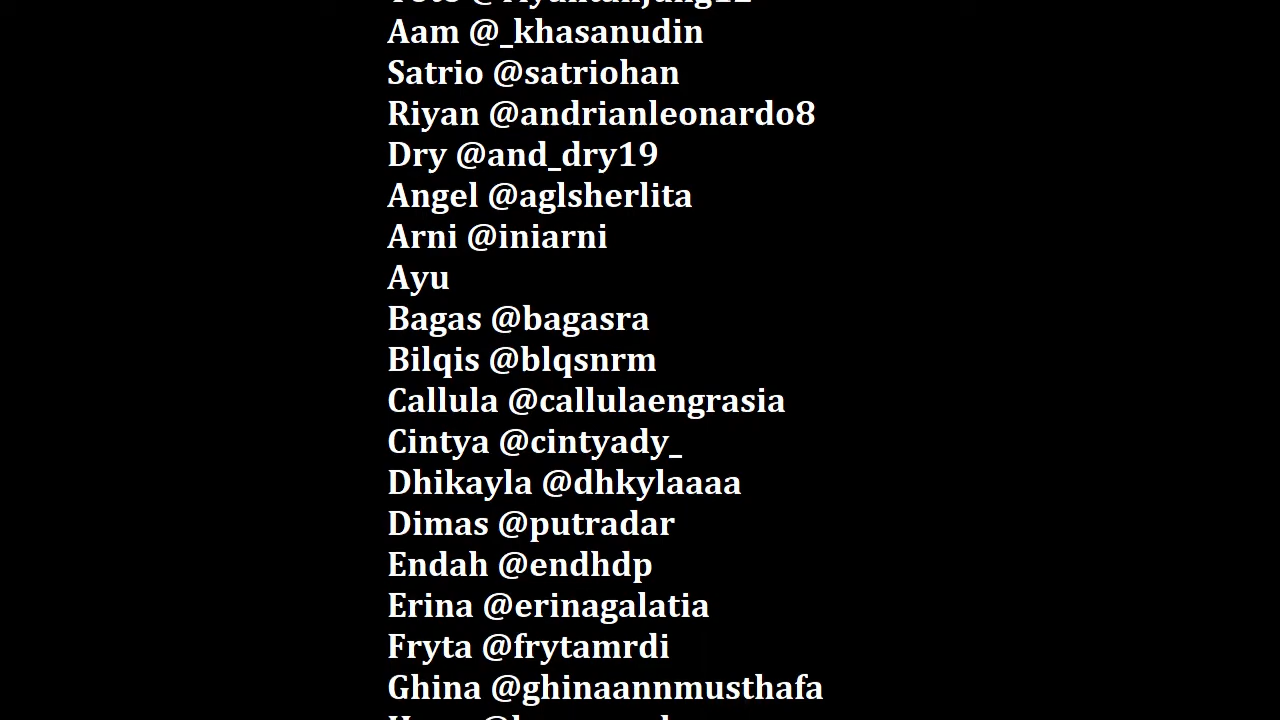 Aam @_khasanudin
Satrio @satriohan
Riyan @andrianleonardo8
Dry @and_dry19
Angel @aglsherlita
Arni @iniarni
Ayu
Bagas @bagasra
Bilqis @blqsnrm
Callula @callulaengrasia
Cintya @cintyady_
Dhikayla @dhkylaaaa
Dimas @putradar
Endah @endhdp
Erina @erinagalatia
Fryta @frytamrdi
Ghina @ghinaannmusthafa